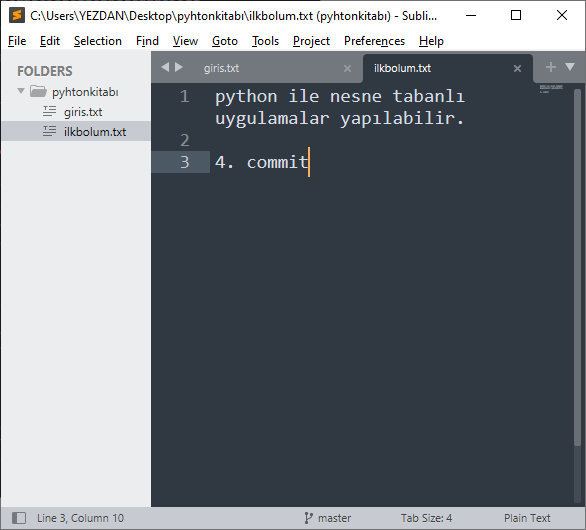 C:\Users\YEZDAN\Desktop\pyhtonkitabı\ilkbolum.txt (pyhtonkitabı) - Subli...
File Edit Selection Find View Goto Tools Project Preferences Help
FOLDERS
pyhtonkitabı
giris.txt
ilkbolum.txt
giris.txt ilkbolum.txt
1 python ile nesne tabanlı
uygulamalar yapılabilir.
2
3 4. commit
Line 3, Column 10 master Tab Size: 4 Plain Text